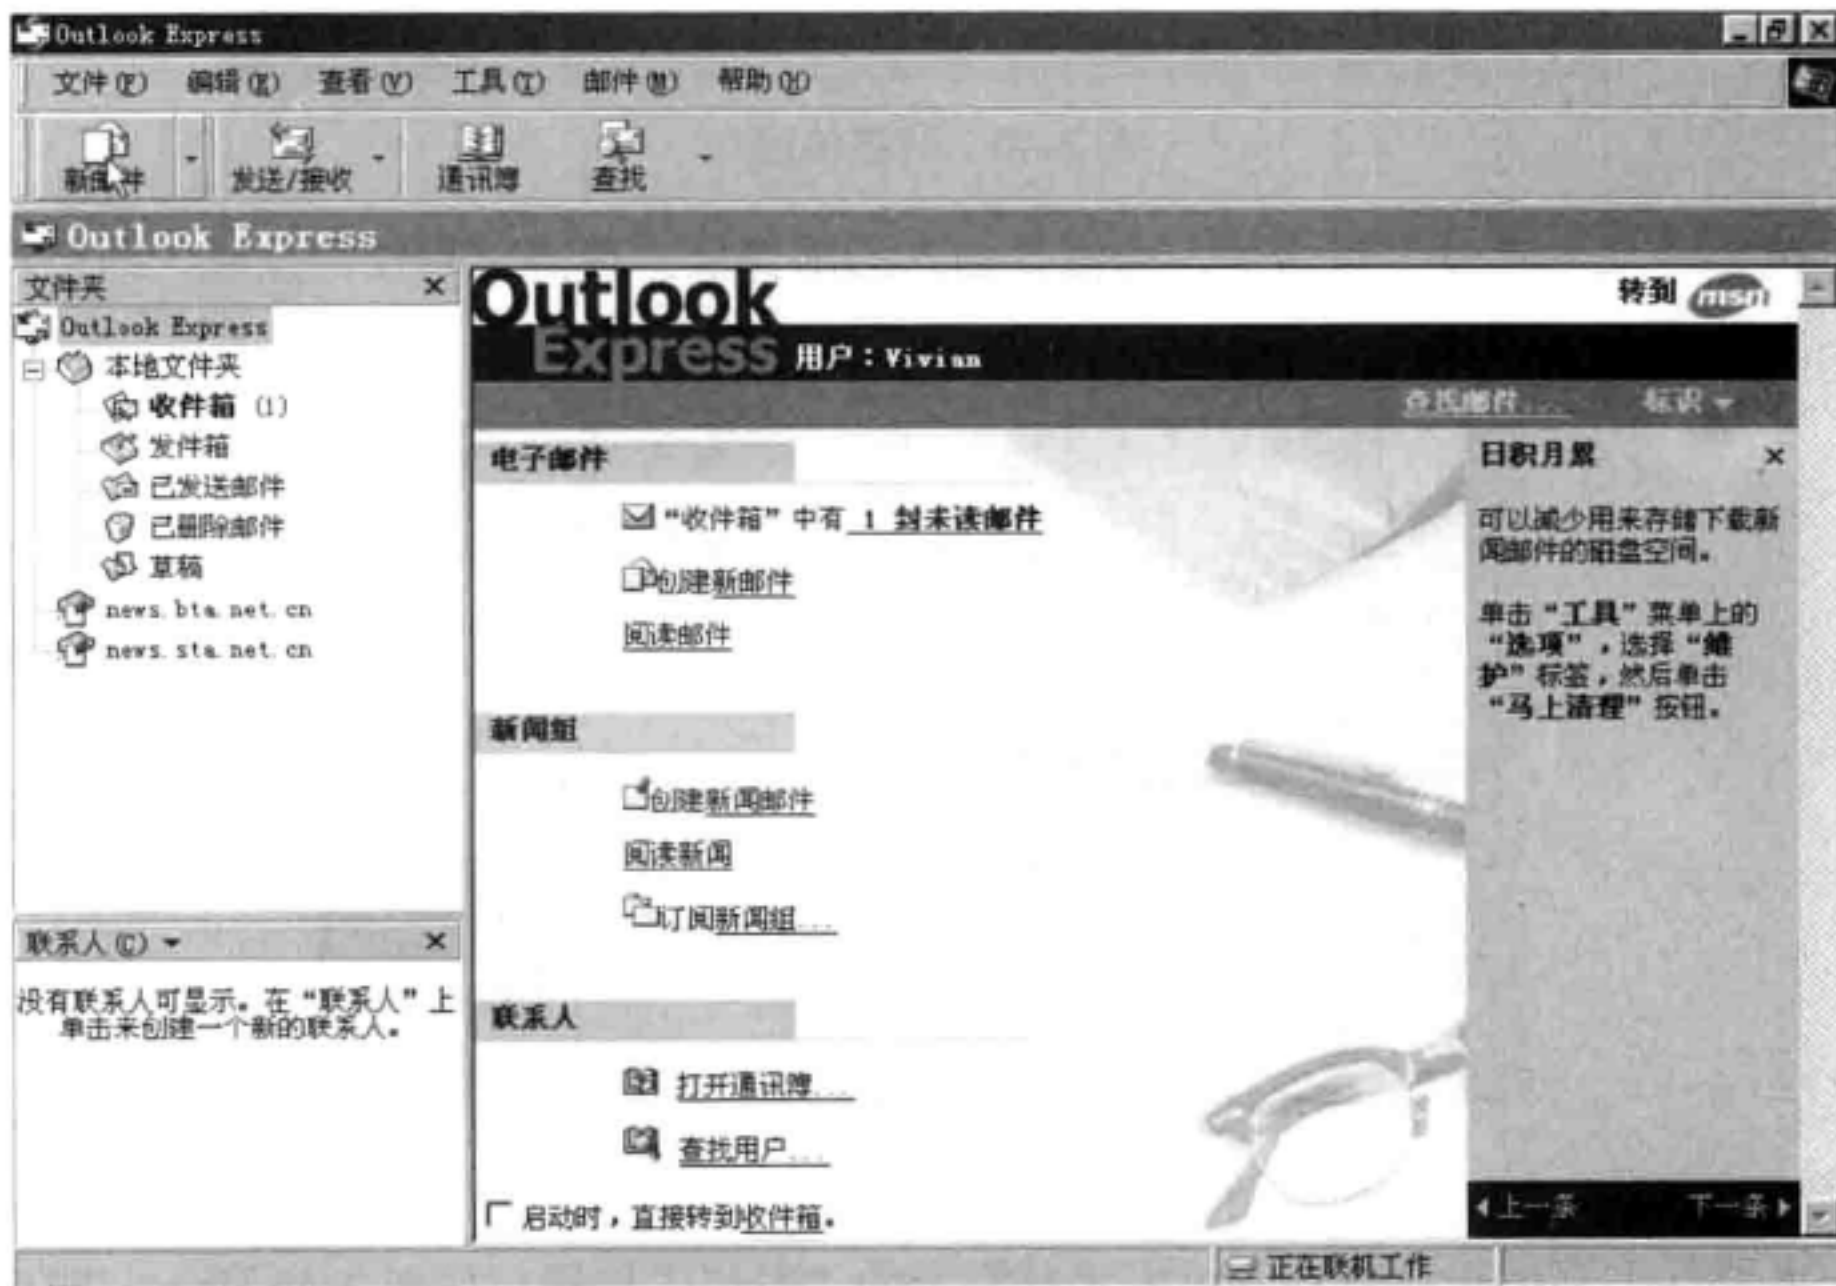 Outlook Express
文件(F) 编辑(E) 查看(V) 工具(T) 邮件(M) 帮助(H)
新邮件 发送/接收 通讯簿 查找
Outlook Express
文件夹
Outlook Express
本地文件夹
收件箱 (1)
发件箱
已发送邮件
已删除邮件
草稿
news.bta.net.cn
news.sta.net.cn
联系人(C)
没有联系人可显示。在“联系人”上
单击来创建一个新的联系人。
Outlook
Express 用户：Vivian
转到 msn
查找邮件... 标识
电子邮件
“收件箱”中有 1 封未读邮件
创建新邮件
阅读邮件
新闻组
创建新闻邮件
阅读新闻
订阅新闻组...
联系人
打开通讯簿...
查找用户...
启动时，直接转到收件箱。
日积月累
可以减少用来存储下载新
闻邮件的磁盘空间。
单击“工具”菜单上的
“选项”，选择“维
护”标签，然后单击
“马上清理”按钮。
上一条 下一条
正在联机工作